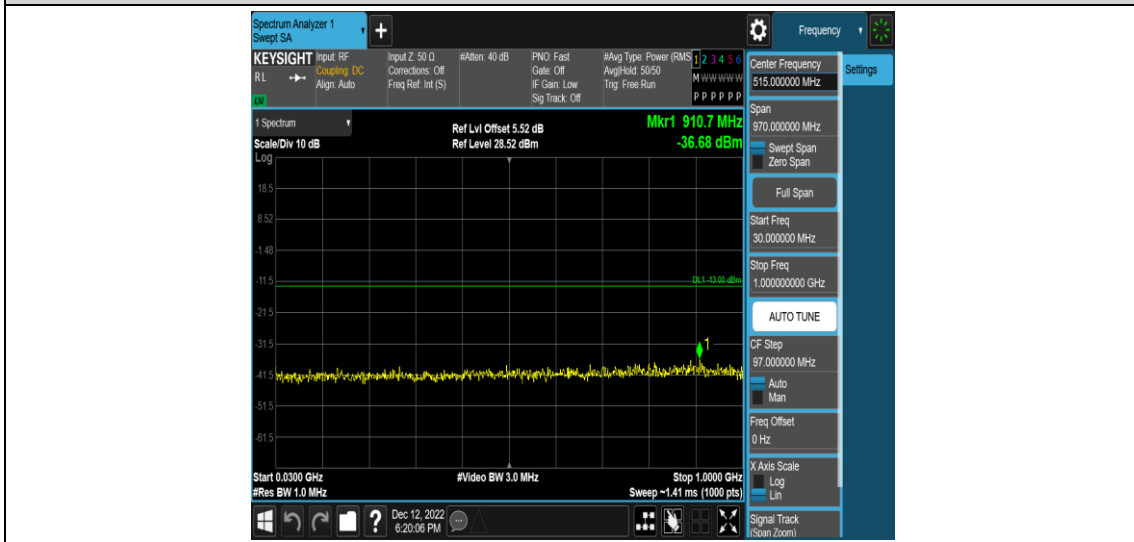 Spectrum Analyzer 1
Swept SA
+
Frequency
KEYSIGHT
RL
LXI
Input: RF
Coupling: DC
Align: Auto
Input Z: 50 Ω
Corrections: Off
Freq Ref: Int (S)
#Atten: 40 dB
PNO: Fast
Gate: Off
IF Gain: Low
Sig Track: Off
#Avg Type: Power (RMS
Avg|Hold: 50/50
Trig: Free Run
1 2 3 4 5 6
M W W W W W
P P P P P P
1 Spectrum
Scale/Div 10 dB
Ref Lvl Offset 5.52 dB
Ref Level 28.52 dBm
Mkr1 910.7 MHz
-36.68 dBm
Log
18.5
8.52
-1.48
-11.5
DL1 -13.00 dBm
-21.5
-31.5
1
-41.5
-51.5
-61.5
Start 0.0300 GHz
#Res BW 1.0 MHz
#Video BW 3.0 MHz
Stop 1.0000 GHz
Sweep ~1.41 ms (1000 pts)
?
Dec 12, 2022
6:20:06 PM
Center Frequency
515.000000 MHz
Settings
Span
970.000000 MHz
Swept Span
Zero Span
Full Span
Start Freq
30.000000 MHz
Stop Freq
1.000000000 GHz
AUTO TUNE
CF Step
97.000000 MHz
Auto
Man
Freq Offset
0 Hz
X Axis Scale
Log
Lin
Signal Track
(Span Zoom)